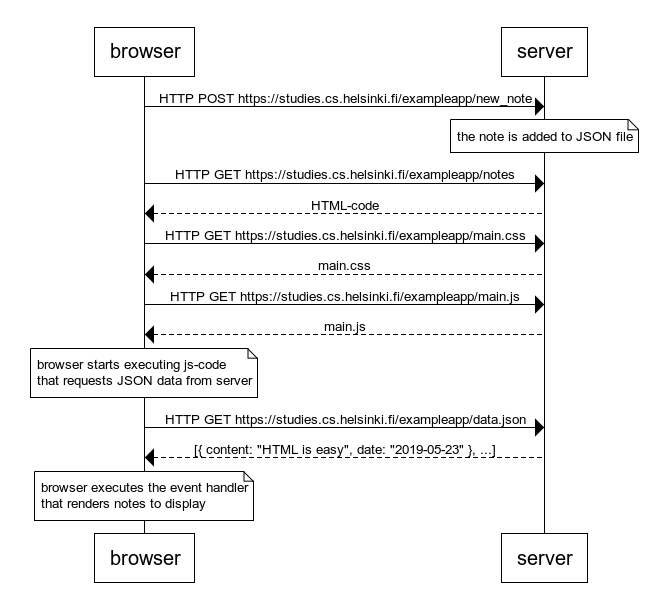 browser
server
HTTP POST https://studies.cs.helsinki.fi/exampleapp/new_note
the note is added to JSON file
HTTP GET https://studies.cs.helsinki.fi/exampleapp/notes
HTML-code
HTTP GET https://studies.cs.helsinki.fi/exampleapp/main.css
main.css
HTTP GET https://studies.cs.helsinki.fi/exampleapp/main.js
main.js
browser starts executing js-code
that requests JSON data from server
HTTP GET https://studies.cs.helsinki.fi/exampleapp/data.json
[{ content: "HTML is easy", date: "2019-05-23" }, ...]
browser executes the event handler
that renders notes to display
browser
server